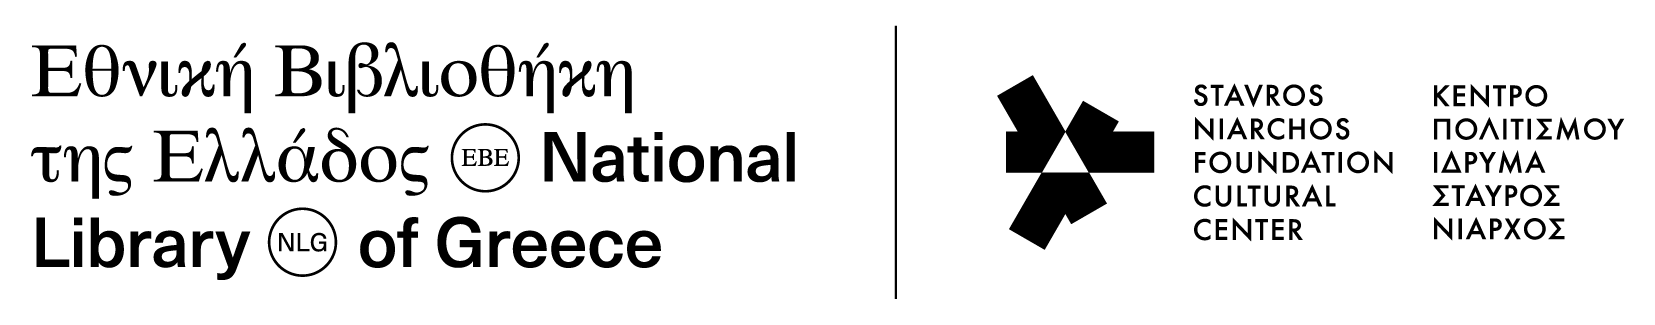 Εθνική Βιβλιοθήκη
της Ελλάδος ΕΒΕ National
Library NLG of Greece
STAVROS
NIARCHOS
FOUNDATION
CULTURAL
CENTER
ΚΕΝΤΡΟ
ΠΟΛΙΤΙΣΜΟΥ
ΙΔΡΥΜΑ
ΣΤΑΥΡΟΣ
ΝΙΑΡΧΟΣ